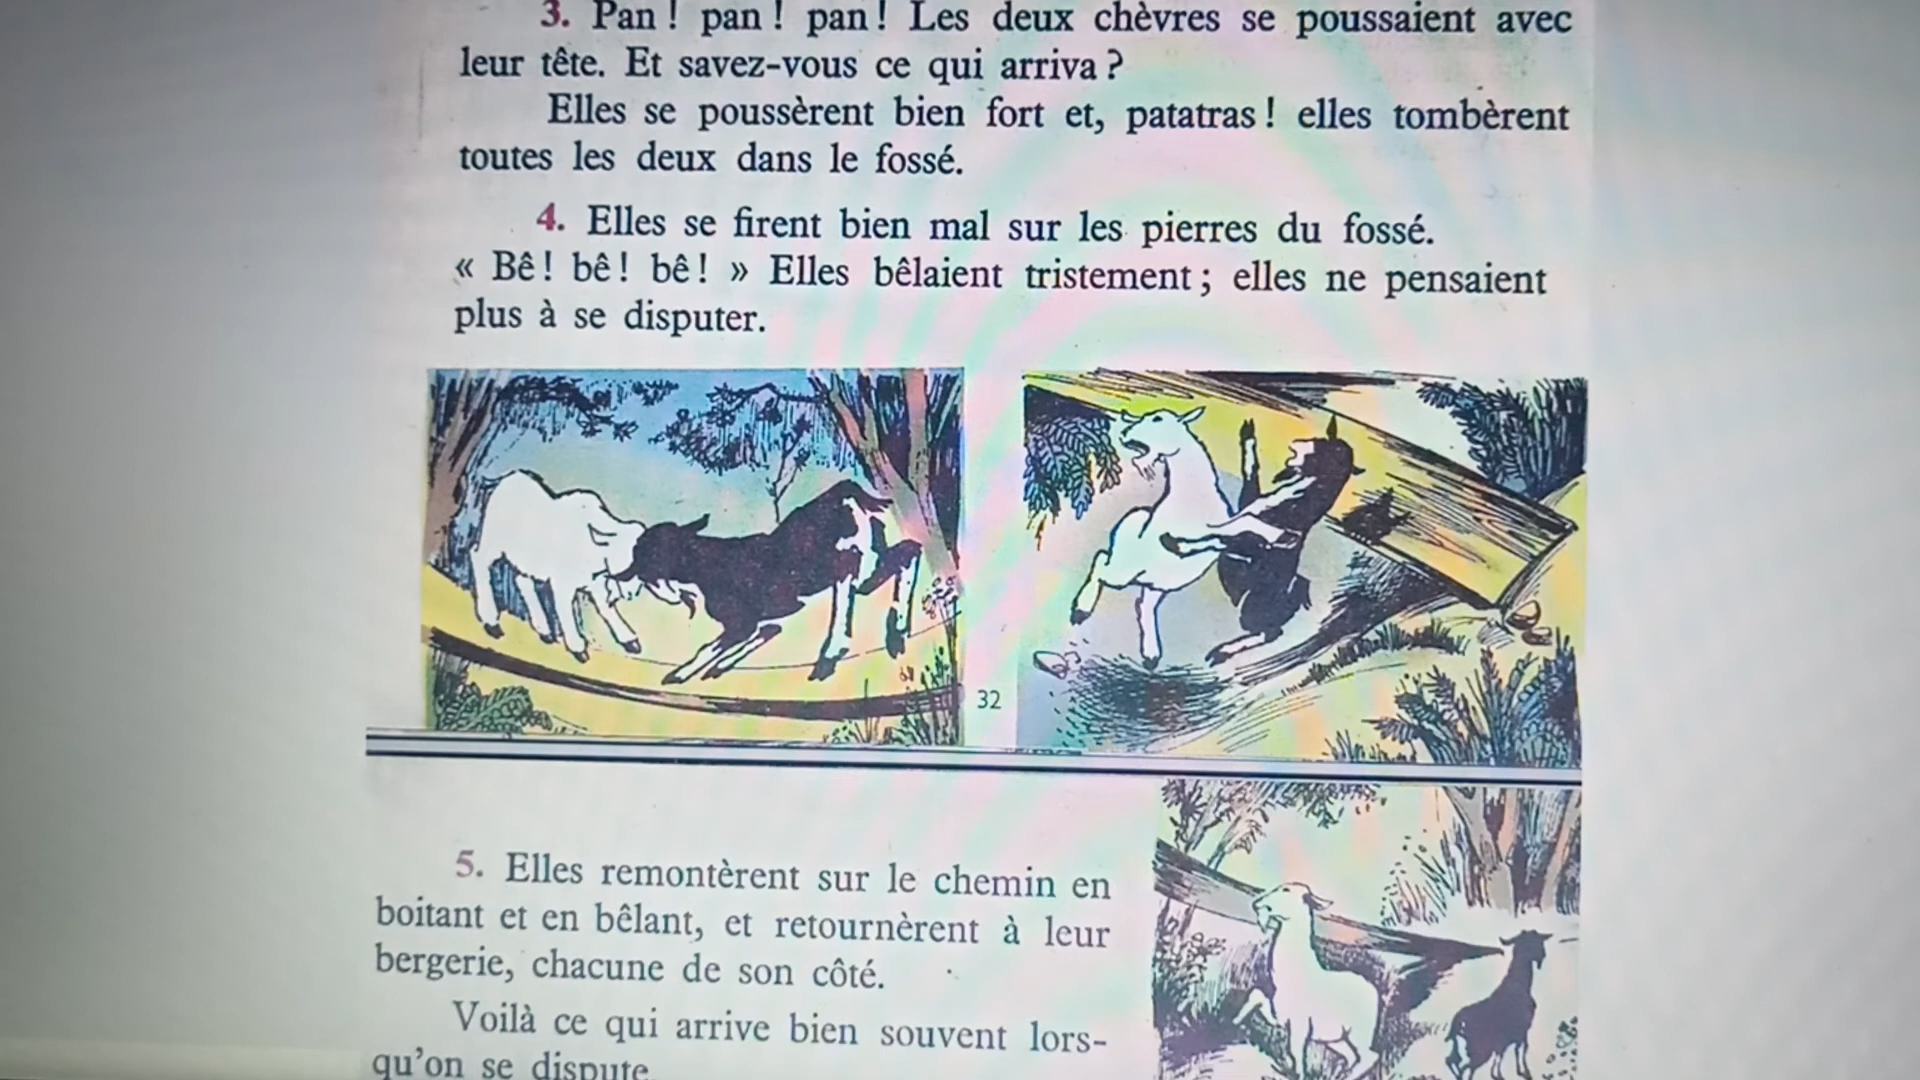 3. Pan ! pan ! pan ! Les deux chèvres se poussaient avec
leur tête. Et savez-vous ce qui arriva ?
Elles se poussèrent bien fort et, patatras ! elles tombèrent
toutes les deux dans le fossé.
4. Elles se firent bien mal sur les pierres du fossé.
« Bê ! bê ! bê ! » Elles bêlaient tristement ; elles ne pensaient
plus à se disputer.
32
5. Elles remontèrent sur le chemin en
boitant et en bêlant, et retournèrent à leur
bergerie, chacune de son côté.
Voilà ce qui arrive bien souvent lors-
qu'on se dispute